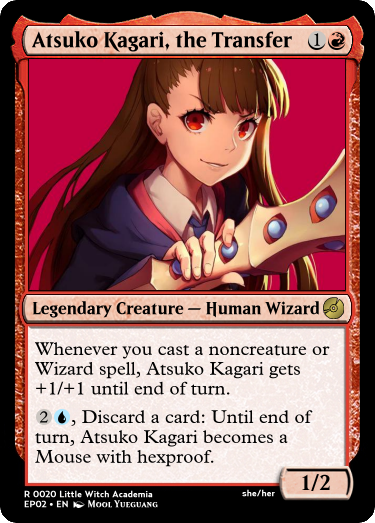 Atsuko Kagari, the Transfer 1
Legendary Creature — Human Wizard
Whenever you cast a noncreature or
Wizard spell, Atsuko Kagari gets
+1/+1 until end of turn.
2, Discard a card: Until end of
turn, Atsuko Kagari becomes a
Mouse with hexproof.
1/2
R 0020 Little Witch Academia she/her
EP02 • EN Mool Yueguang